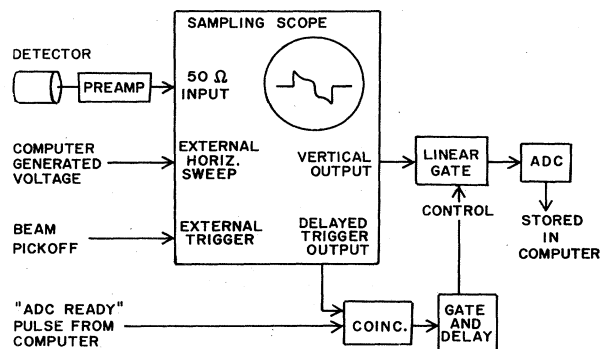 SAMPLING SCOPE
DETECTOR
PREAMP
50 Ω
INPUT
COMPUTER
GENERATED
VOLTAGE
EXTERNAL
HORIZ.
SWEEP
VERTICAL
OUTPUT
LINEAR
GATE
ADC
CONTROL
STORED
IN
COMPUTER
BEAM
PICKOFF
EXTERNAL
TRIGGER
DELAYED
TRIGGER
OUTPUT
"ADC READY"
PULSE FROM
COMPUTER
COINC.
GATE
AND
DELAY